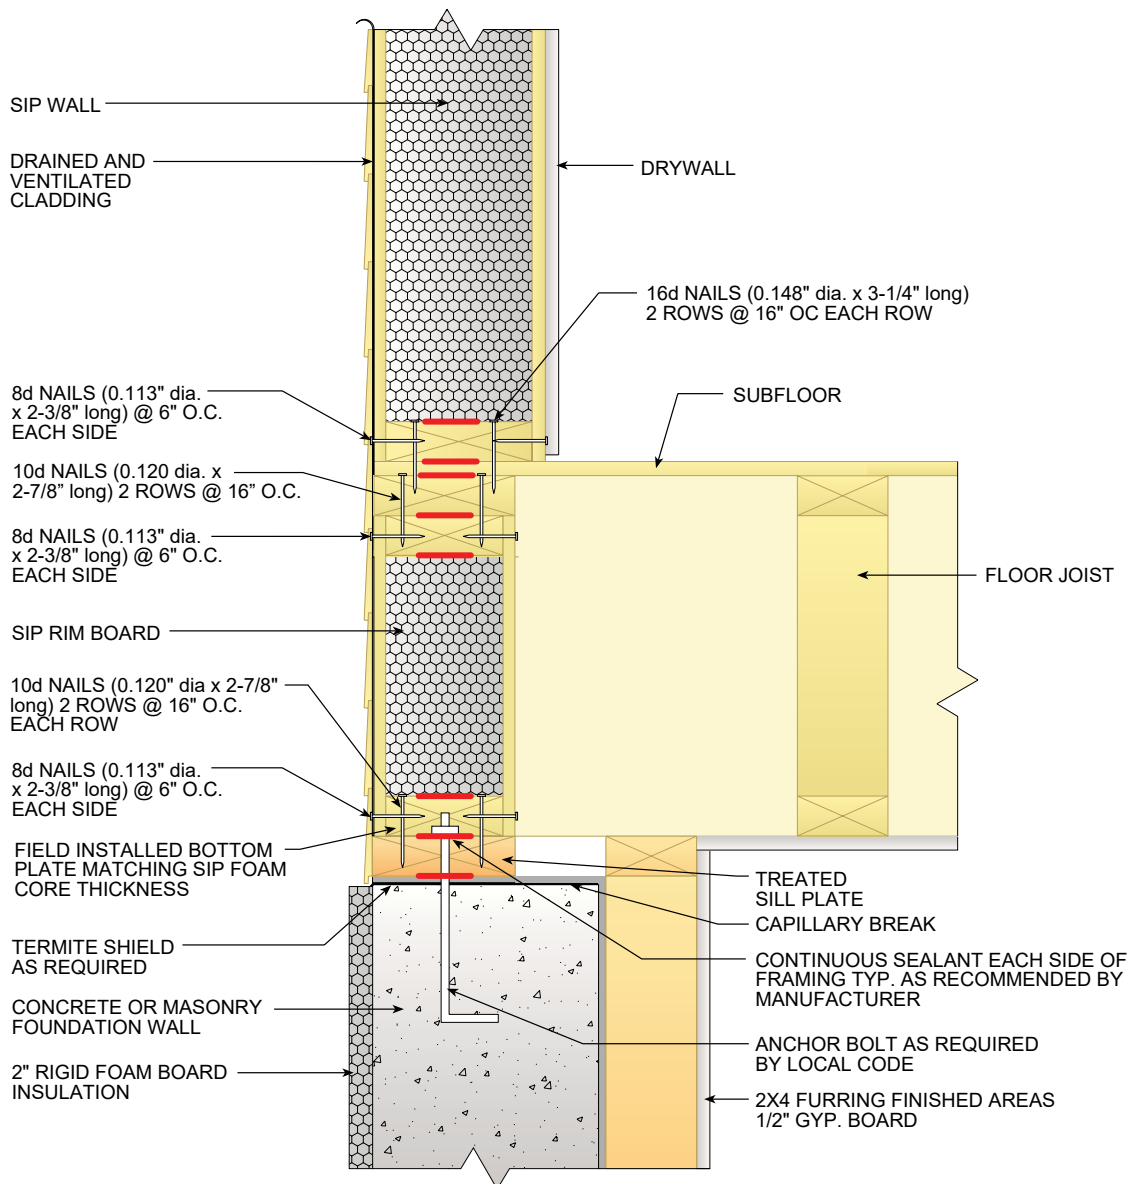 SIP WALL
DRAINED AND
VENTILATED
CLADDING
DRYWALL
16d NAILS (0.148" dia. x 3-1/4" long)
2 ROWS @ 16" OC EACH ROW
8d NAILS (0.113" dia.
x 2-3/8" long) @ 6" O.C.
EACH SIDE
SUBFLOOR
10d NAILS (0.120 dia. x
2-7/8” long) 2 ROWS @ 16” O.C.
8d NAILS (0.113" dia.
x 2-3/8" long) @ 6" O.C.
EACH SIDE
FLOOR JOIST
SIP RIM BOARD
10d NAILS (0.120" dia x 2-7/8"
long) 2 ROWS @ 16" O.C.
EACH ROW
8d NAILS (0.113" dia.
x 2-3/8" long) @ 6" O.C.
EACH SIDE
FIELD INSTALLED BOTTOM
PLATE MATCHING SIP FOAM
CORE THICKNESS
TREATED
SILL PLATE
CAPILLARY BREAK
TERMITE SHIELD
AS REQUIRED
CONTINUOUS SEALANT EACH SIDE OF
FRAMING TYP. AS RECOMMENDED BY
MANUFACTURER
CONCRETE OR MASONRY
FOUNDATION WALL
ANCHOR BOLT AS REQUIRED
BY LOCAL CODE
2" RIGID FOAM BOARD
INSULATION
2X4 FURRING FINISHED AREAS
1/2" GYP. BOARD